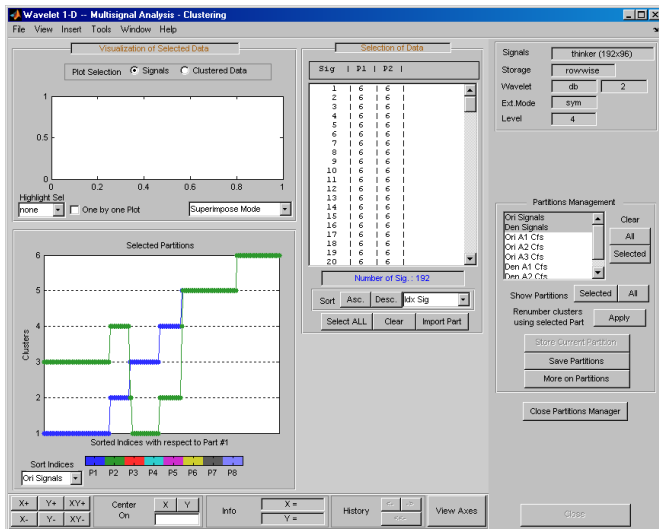 Wavelet 1-D -- Multisignal Analysis - Clustering
File View Insert Tools Window Help
Visualization of Selected Data
Plot Selection Signals Clustered Data
1
0.5
0
0 0.2 0.4 0.6 0.8 1
Highlight Sel
none One by one Plot Superimpose Mode
Selected Partitions
6
5
4
3
2
1
Clusters
Sorted Indices with respect to Part #1
Sort Indices
Ori Signals
P1 P2 P3 P4 P5 P6 P7 P8
Selection of Data
Sig | P1 | P2 |
1 | 6 | 6 |
2 | 6 | 6 |
3 | 6 | 6 |
4 | 6 | 6 |
5 | 6 | 6 |
6 | 6 | 6 |
7 | 6 | 6 |
8 | 6 | 6 |
9 | 6 | 6 |
10 | 6 | 6 |
11 | 6 | 6 |
12 | 6 | 6 |
13 | 6 | 6 |
14 | 6 | 6 |
15 | 6 | 6 |
16 | 6 | 6 |
17 | 6 | 6 |
18 | 6 | 6 |
19 | 6 | 6 |
20 | 6 | 6 |
Number of Sig. : 192
Sort Asc. Desc. Idx Sig
Select ALL Clear Import Part
Signals thinker (192x96)
Storage rowwise
Wavelet db 2
Ext.Mode sym
Level 4
Partitions Management
Ori Signals
Den Signals
Ori A1 Cfs
Ori A2 Cfs
Ori A3 Cfs
Den A1 Cfs
Den A2 Cfs
Clear
All
Selected
Show Partitions Selected All
Renumber clusters
using selected Part
Apply
Store Current Partition
Save Partitions
More on Partitions
Close Partitions Manager
X+ Y+ XY+
X- Y- XY-
Center
On
X Y
Info
X =
Y =
History
<- ->
<<-
View Axes
Close